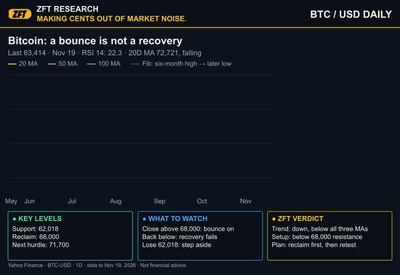 ZFT
ZFT RESEARCH
MAKING CENTS OUT OF MARKET NOISE.
BTC / USD DAILY
Bitcoin: a bounce is not a recovery
Last 63,414 · Nov 19 · RSI 14: 22.3 · 20D MA 72,721, falling
20 MA 50 MA 100 MA Fib: six-month high → later low
May Jun Jul Aug Sep Oct Nov
● KEY LEVELS
Support: 62,018
Reclaim: 68,000
Next hurdle: 71,700
● WHAT TO WATCH
Close above 68,000: bounce on
Back below: recovery fails
Lose 62,018: step aside
● ZFT VERDICT
Trend: down, below all three MAs
Setup: below 68,000 resistance
Plan: reclaim first, then retest
Yahoo Finance · BTC-USD · 1D · data to Nov 19, 2026 · Not financial advice.